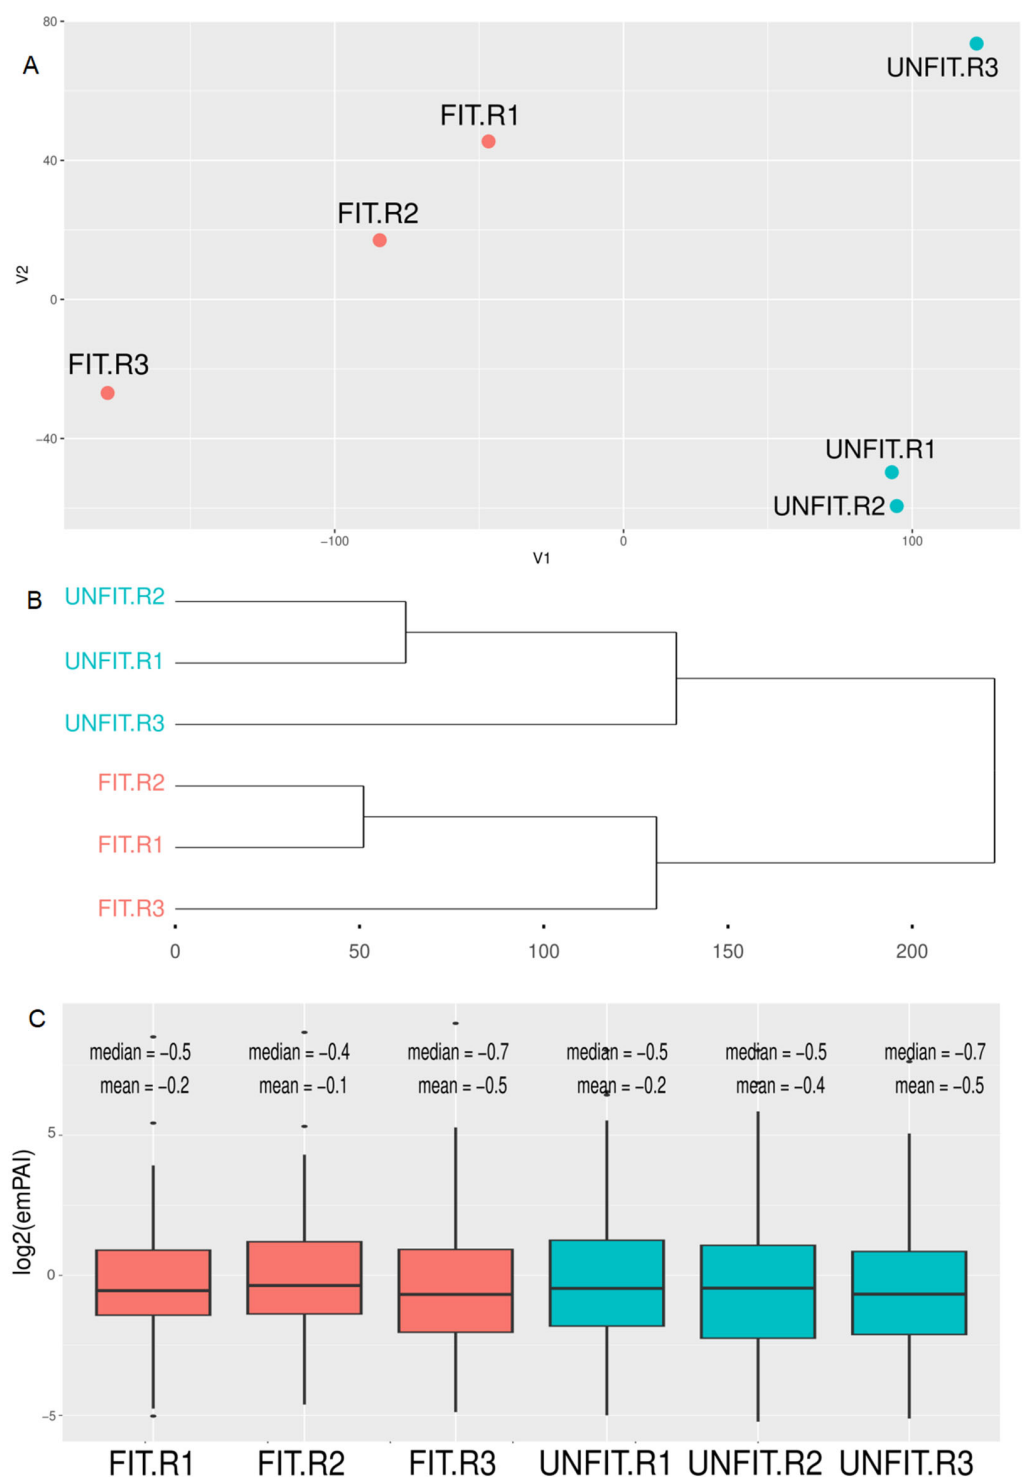 A
80
40
0
−40
V2
UNFIT.R3
FIT.R1
FIT.R2
FIT.R3
UNFIT.R1
UNFIT.R2
−100
0
100
V1
B
UNFIT.R2
UNFIT.R1
UNFIT.R3
FIT.R2
FIT.R1
FIT.R3
0 50 100 150 200
C
median = −0.5 median = −0.4 median = −0.7 median = −0.5 median = −0.5 median = −0.7
mean = −0.2 mean = −0.1 mean = −0.5 mean = −0.2 mean = −0.4 mean = −0.5
5
0
−5
log2(emPAI)
FIT.R1 FIT.R2 FIT.R3 UNFIT.R1 UNFIT.R2 UNFIT.R3